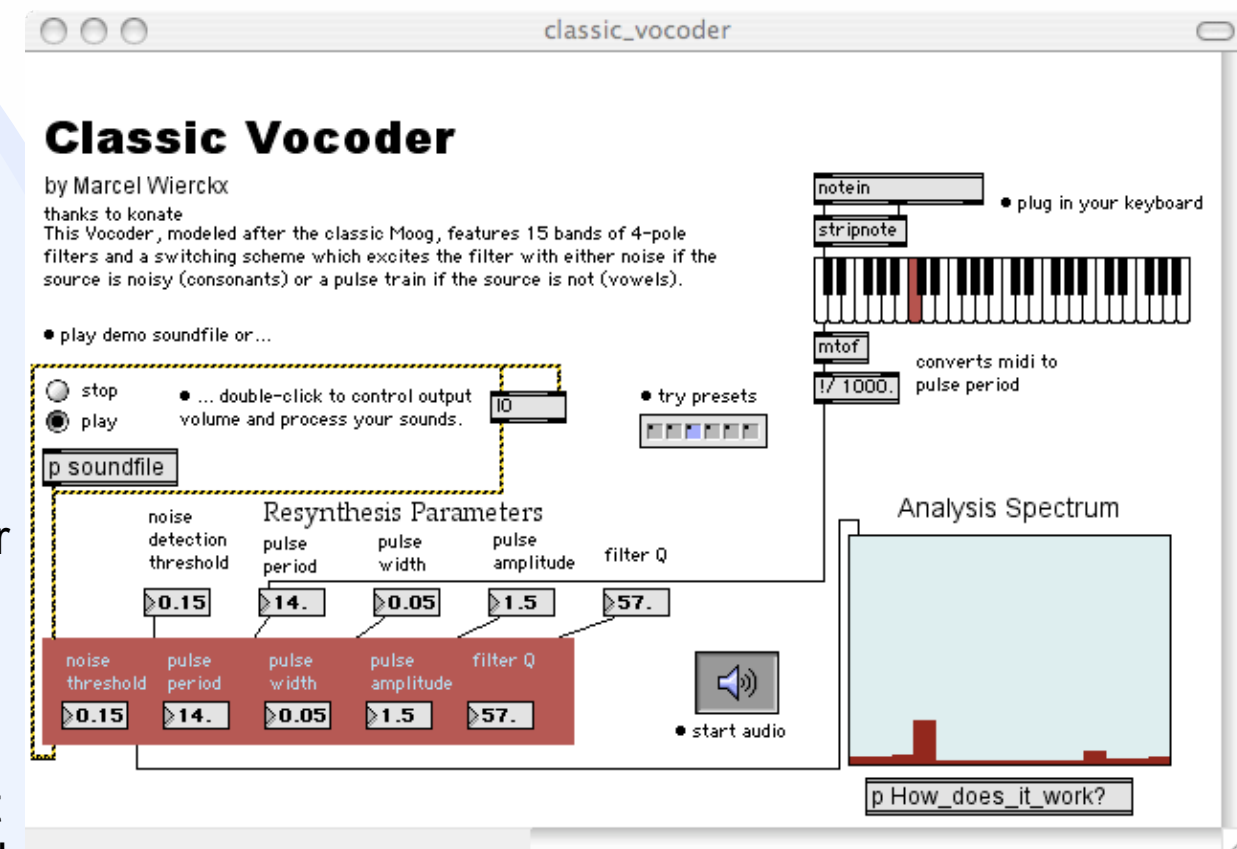 classic_vocoder
Classic Vocoder
by Marcel Wierckx
thanks to konate
This Vocoder, modeled after the classic Moog, features 15 bands of 4-pole
filters and a switching scheme which excites the filter with either noise if the
source is noisy (consonants) or a pulse train if the source is not (vowels).
notein
• plug in your keyboard
stripnote
mtof
!/ 1000.
converts midi to
pulse period
• play demo soundfile or...
stop
play
• ... double-click to control output
volume and process your sounds.
IO
• try presets
p soundfile
Resynthesis Parameters
noise
detection
threshold
pulse
period
pulse
width
pulse
amplitude
filter Q
0.15
14.
0.05
1.5
57.
noise
threshold
pulse
period
pulse
width
pulse
amplitude
filter Q
0.15
14.
0.05
1.5
57.
• start audio
Analysis Spectrum
p How_does_it_work?